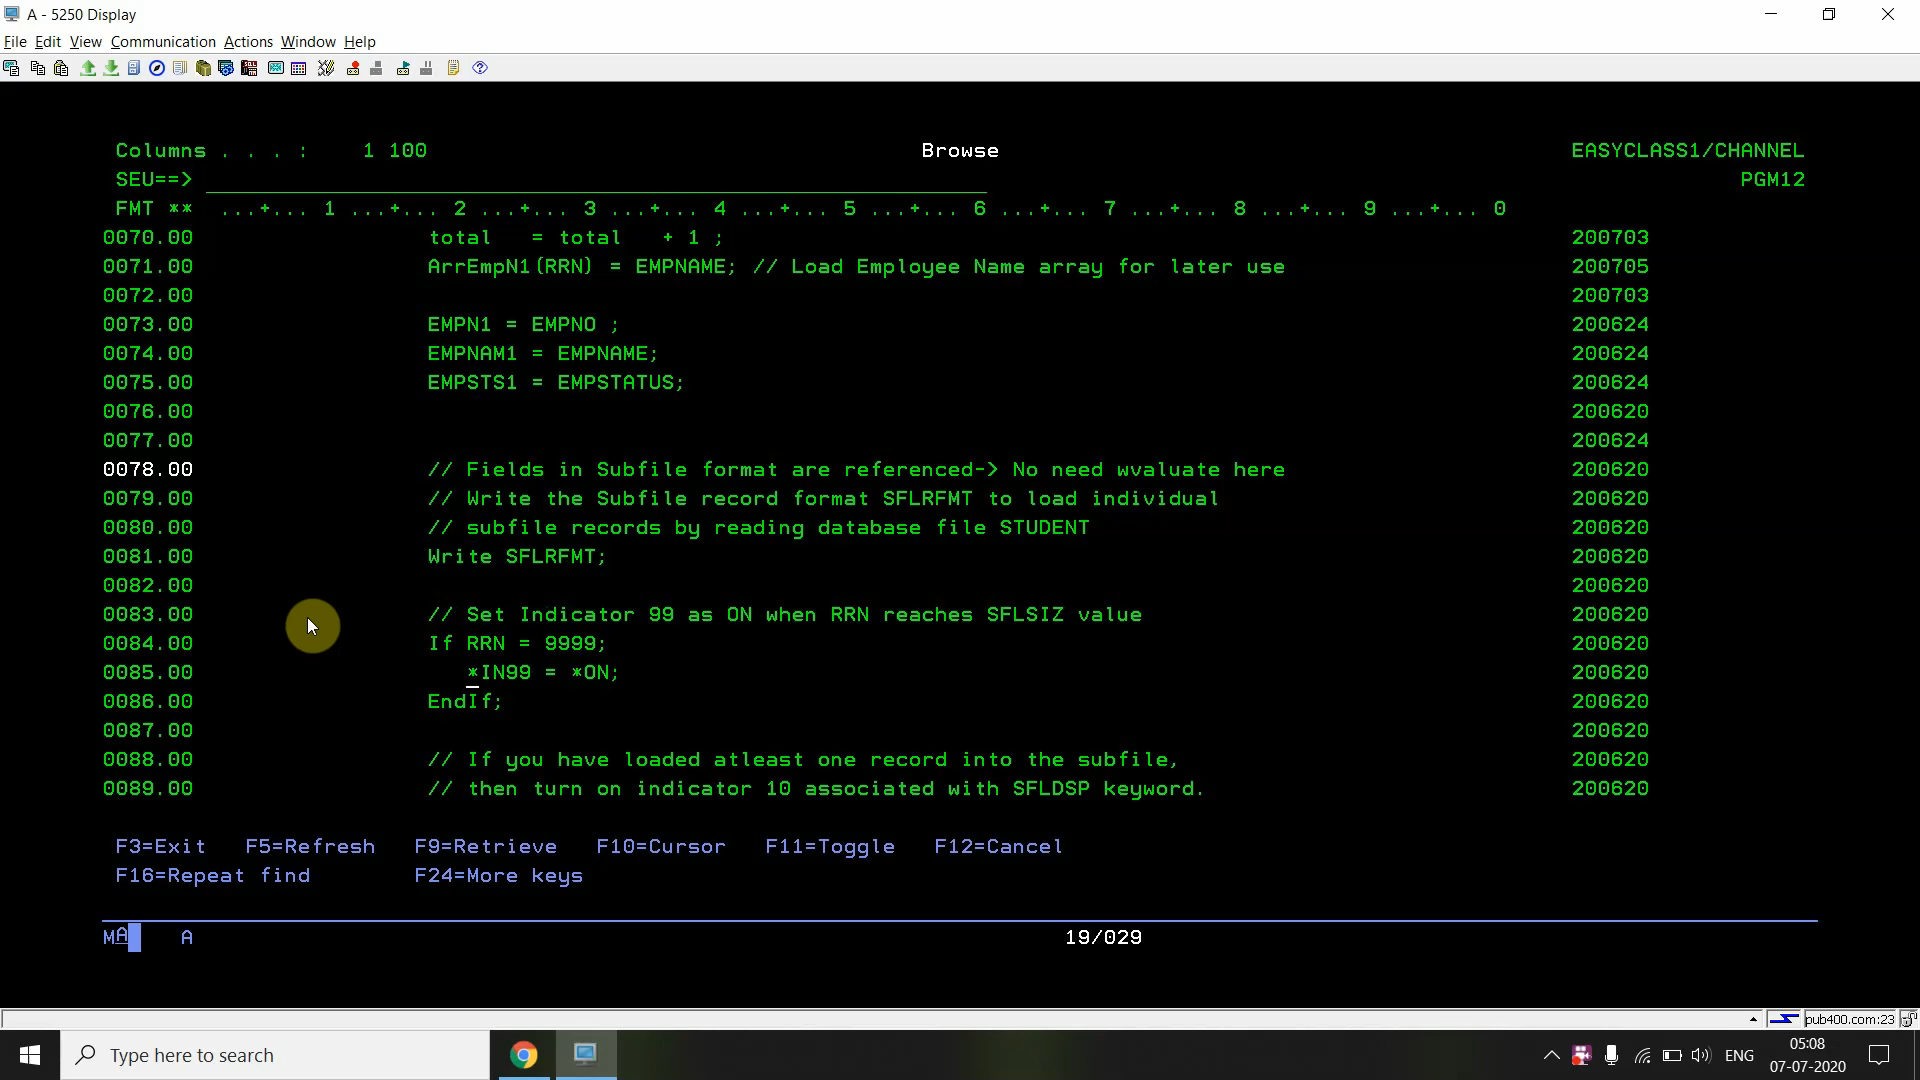 A - 5250 Display
File Edit View Communication Actions Window Help
Columns . . . : 1 100 Browse EASYCLASS1/CHANNEL
SEU==> PGM12
FMT ** ...+... 1 ...+... 2 ...+... 3 ...+... 4 ...+... 5 ...+... 6 ...+... 7 ...+... 8 ...+... 9 ...+... 0
0070.00 total = total + 1 ; 200703
0071.00 ArrEmpN1(RRN) = EMPNAME; // Load Employee Name array for later use 200705
0072.00 200703
0073.00 EMPN1 = EMPNO ; 200624
0074.00 EMPNAM1 = EMPNAME; 200624
0075.00 EMPSTS1 = EMPSTATUS; 200624
0076.00 200620
0077.00 200624
0078.00 // Fields in Subfile format are referenced-> No need wvaluate here 200620
0079.00 // Write the Subfile record format SFLRFMT to load individual 200620
0080.00 // subfile records by reading database file STUDENT 200620
0081.00 Write SFLRFMT; 200620
0082.00 200620
0083.00 // Set Indicator 99 as ON when RRN reaches SFLSIZ value 200620
0084.00 If RRN = 9999; 200620
0085.00 *IN99 = *ON; 200620
0086.00 EndIf; 200620
0087.00 200620
0088.00 // If you have loaded atleast one record into the subfile, 200620
0089.00 // then turn on indicator 10 associated with SFLDSP keyword. 200620
F3=Exit F5=Refresh F9=Retrieve F10=Cursor F11=Toggle F12=Cancel
F16=Repeat find F24=More keys
MA A 19/029
pub400.com:23
Type here to search ENG 05:08
07-07-2020